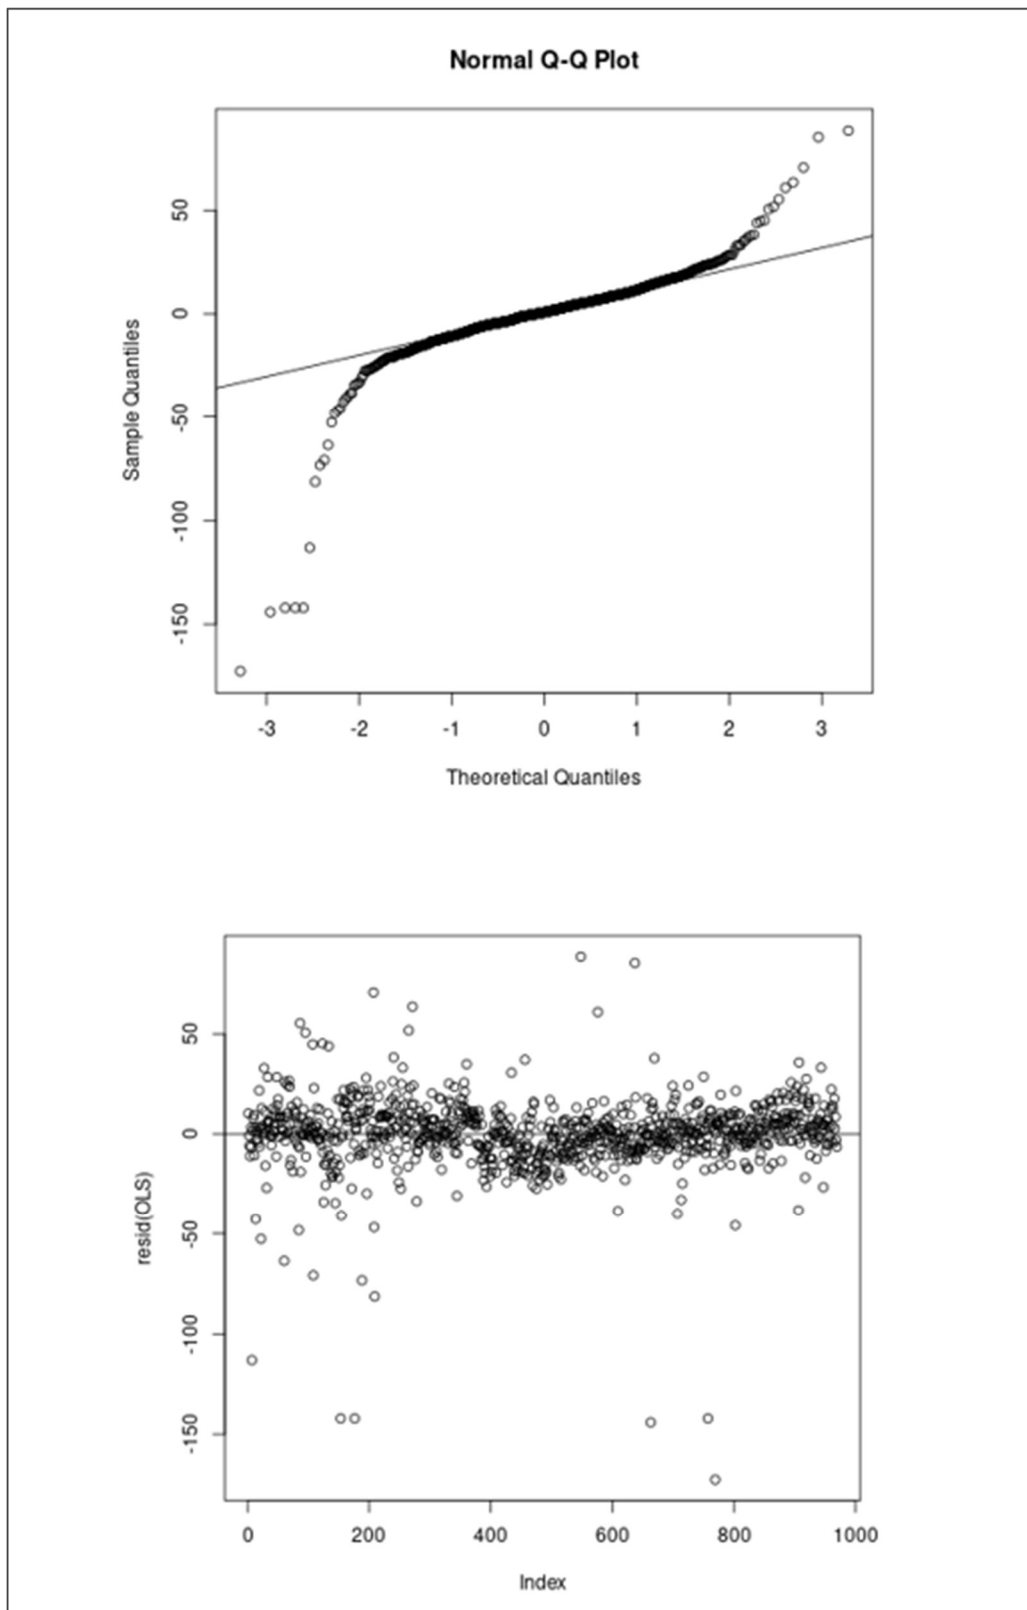 Normal Q-Q Plot
Sample Quantiles
50
0
-50
-100
-150
-3 -2 -1 0 1 2 3
Theoretical Quantiles
resid(OLS)
50
0
-50
-100
-150
0 200 400 600 800 1000
Index